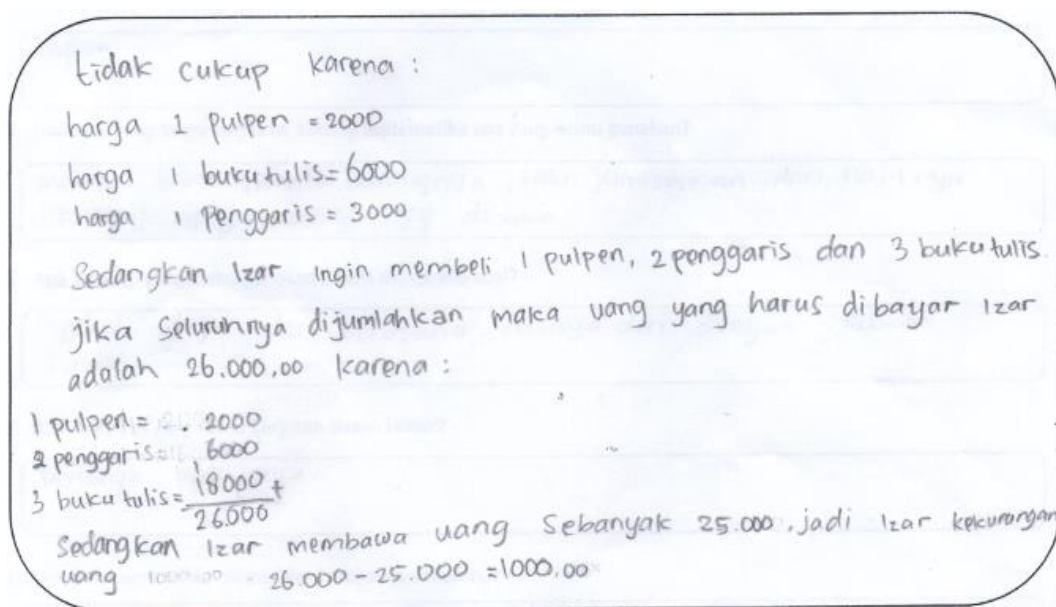 tidak cukup karena :
harga 1 pulpen = 2000
harga 1 buku tulis = 6000
harga 1 Penggaris = 3000
Sedangkan Izar ingin membeli 1 pulpen, 2 penggaris dan 3 buku tulis.
jika Seluruhnya dijumlahkan maka uang yang harus dibayar Izar
adalah 26.000,00 karena :
1 pulpen = 2000
2 penggaris = 6000
3 buku tulis = 18000 +
26000
Sedangkan Izar membawa uang Sebanyak 25.000, jadi Izar kekurangan
uang 1000,00 26.000 - 25.000 = 1000,00